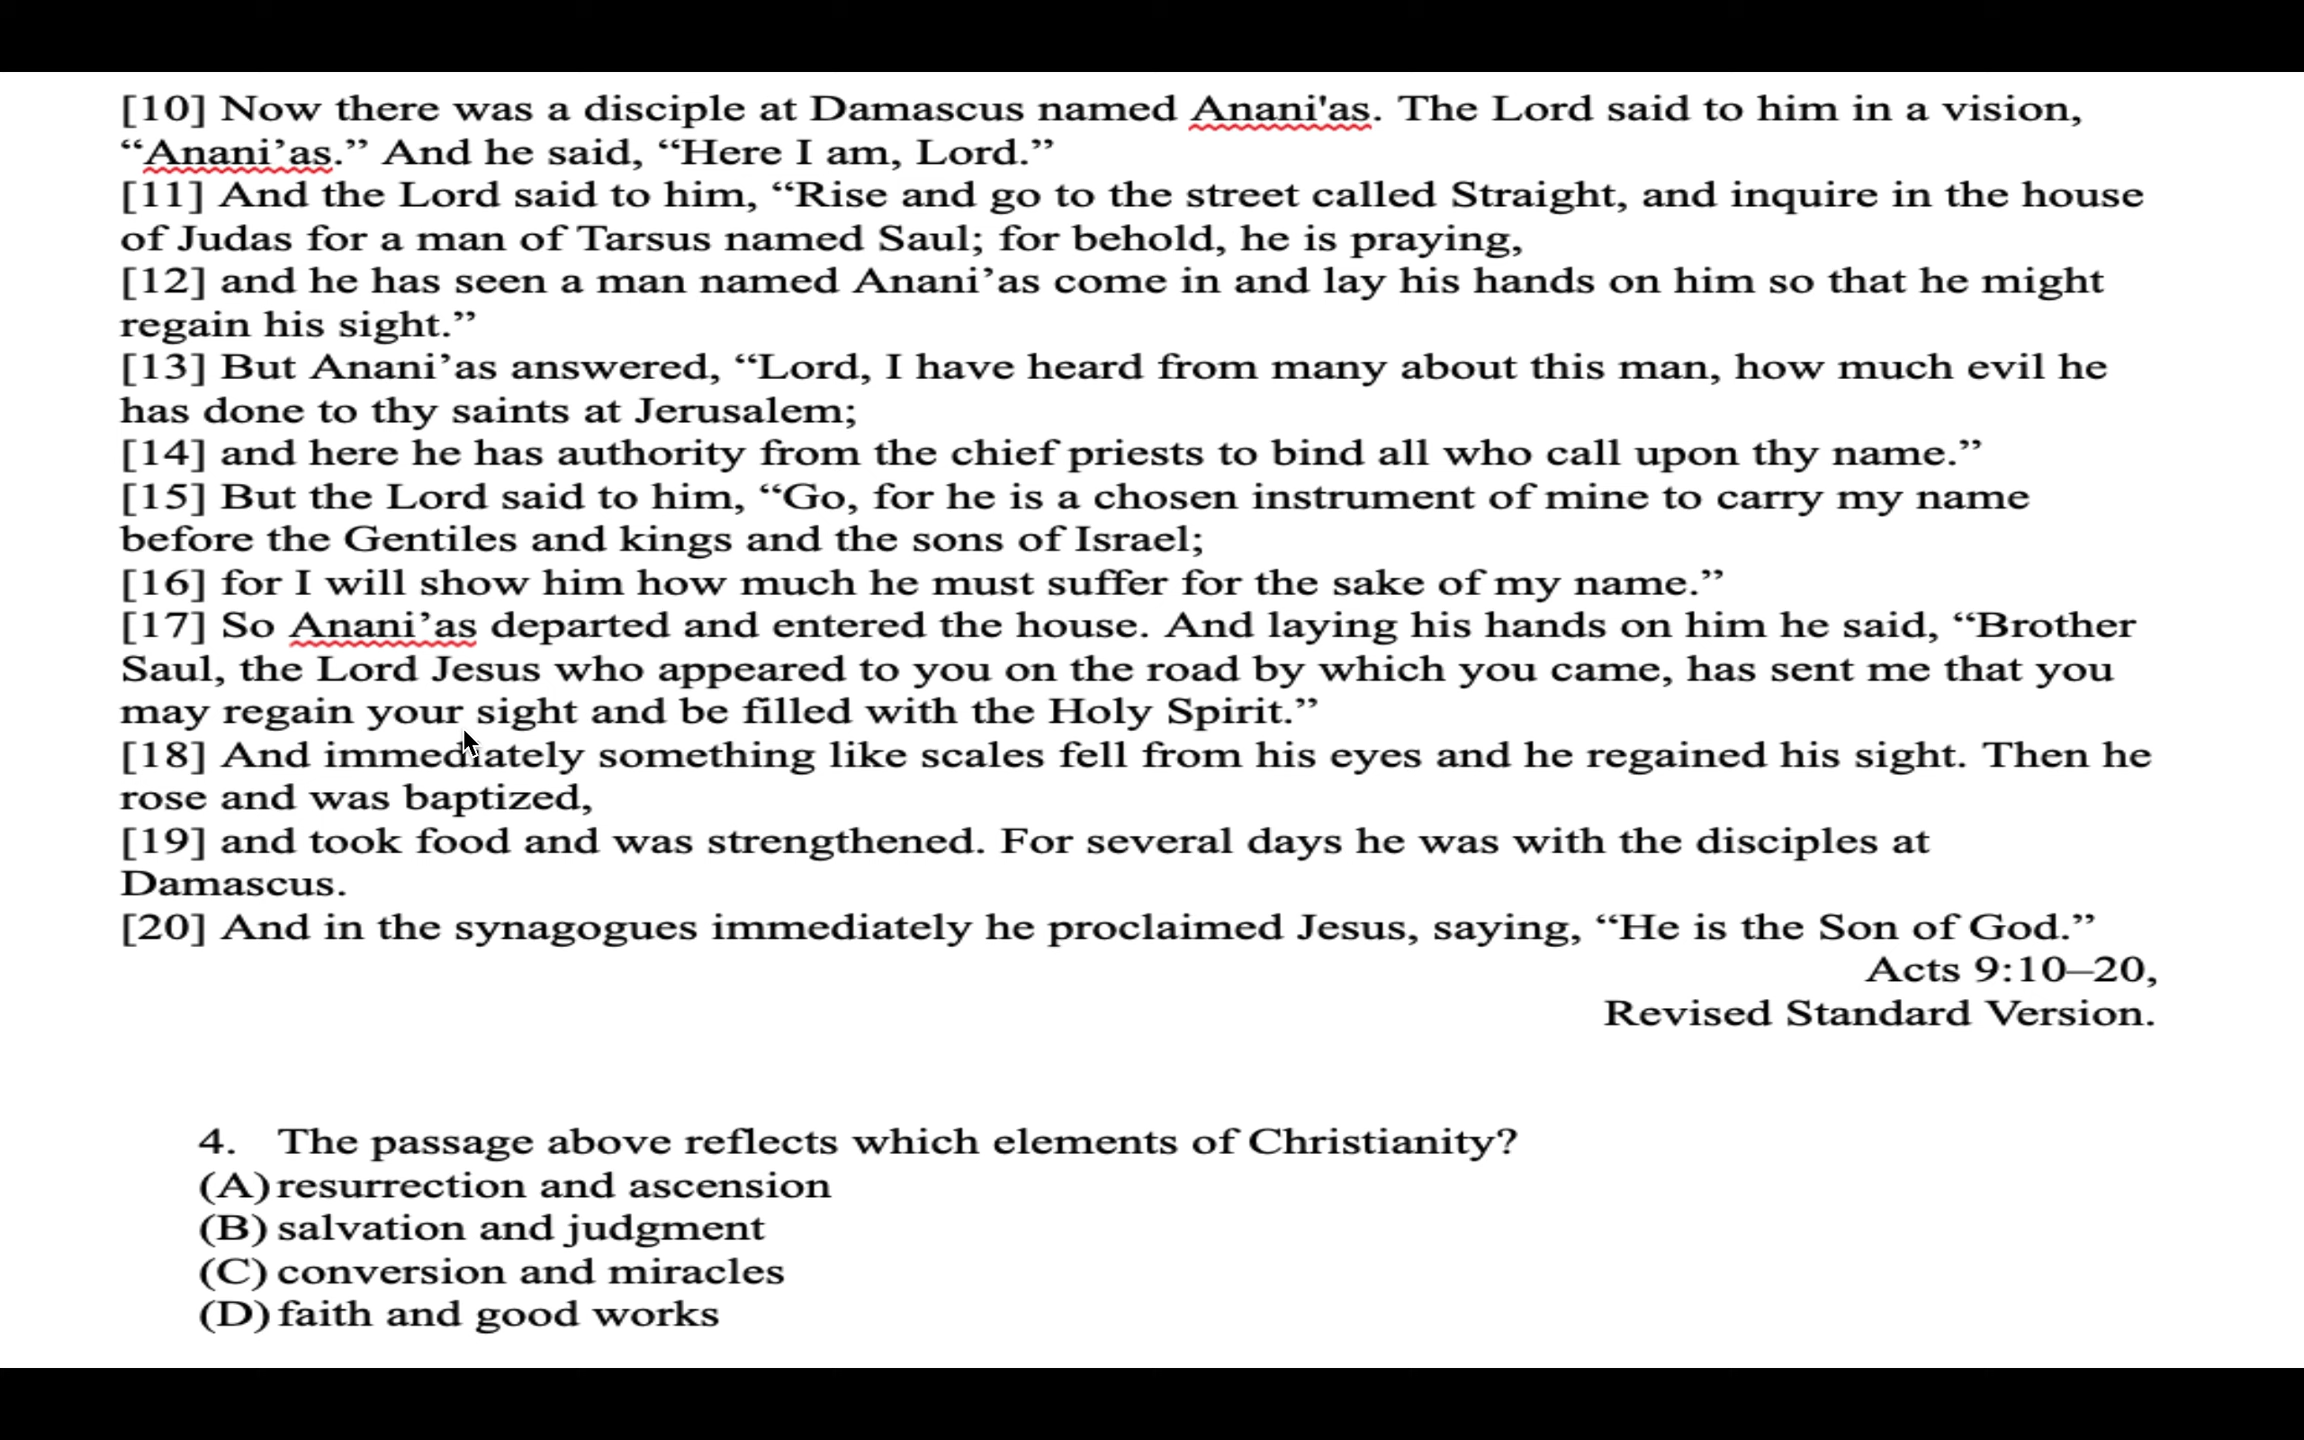 [10] Now there was a disciple at Damascus named Anani'as. The Lord said to him in a vision,
“Anani’as.” And he said, “Here I am, Lord.”
[11] And the Lord said to him, “Rise and go to the street called Straight, and inquire in the house
of Judas for a man of Tarsus named Saul; for behold, he is praying,
[12] and he has seen a man named Anani’as come in and lay his hands on him so that he might
regain his sight.”
[13] But Anani’as answered, “Lord, I have heard from many about this man, how much evil he
has done to thy saints at Jerusalem;
[14] and here he has authority from the chief priests to bind all who call upon thy name.”
[15] But the Lord said to him, “Go, for he is a chosen instrument of mine to carry my name
before the Gentiles and kings and the sons of Israel;
[16] for I will show him how much he must suffer for the sake of my name.”
[17] So Anani’as departed and entered the house. And laying his hands on him he said, “Brother
Saul, the Lord Jesus who appeared to you on the road by which you came, has sent me that you
may regain your sight and be filled with the Holy Spirit.”
[18] And immediately something like scales fell from his eyes and he regained his sight. Then he
rose and was baptized,
[19] and took food and was strengthened. For several days he was with the disciples at
Damascus.
[20] And in the synagogues immediately he proclaimed Jesus, saying, “He is the Son of God.”
Acts 9:10–20,
Revised Standard Version.
4. The passage above reflects which elements of Christianity?
(A) resurrection and ascension
(B) salvation and judgment
(C) conversion and miracles
(D) faith and good works